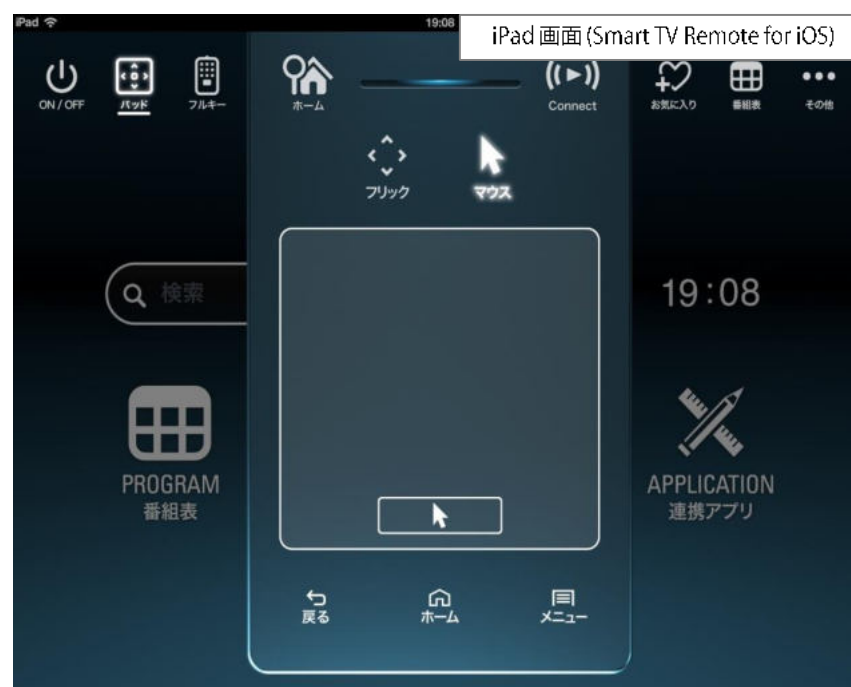 iPad 19:08
iPad 画面 (Smart TV Remote for iOS)
ON / OFF パッド フルキー ホーム Connect お気に入り 番組表 その他
フリック マウス
検索 19:08
PROGRAM
番組表
APPLICATION
連携アプリ
戻る ホーム メニュー